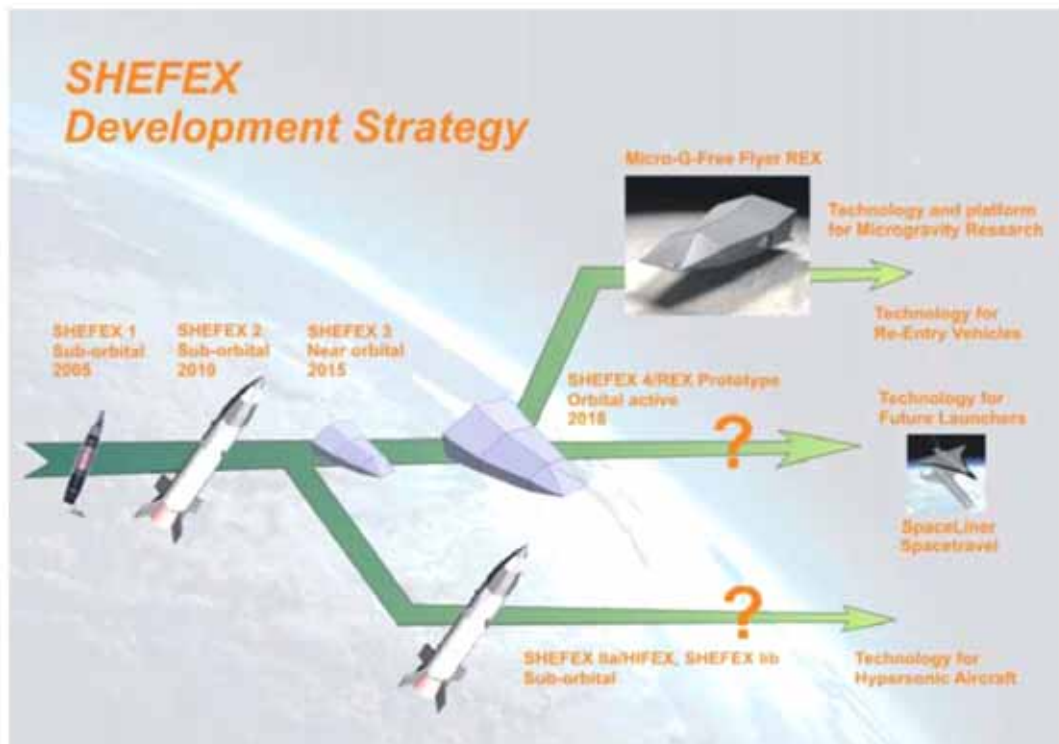 SHEFEX
Development Strategy
Micro-G-Free Flyer REX
Technology and platform
for Microgravity Research
Technology for
Re-Entry Vehicles
SHEFEX 1
Sub-orbital
2005
SHEFEX 2
Sub-orbital
2010
SHEFEX 3
Near orbital
2015
SHEFEX 4/REX Prototype
Orbital active
2018
?
Technology for
Future Launchers
SpaceLiner
Spacetravel
?
SHEFEX IIa/HIFEX, SHEFEX IIb
Sub-orbital
Technology for
Hypersonic Aircraft